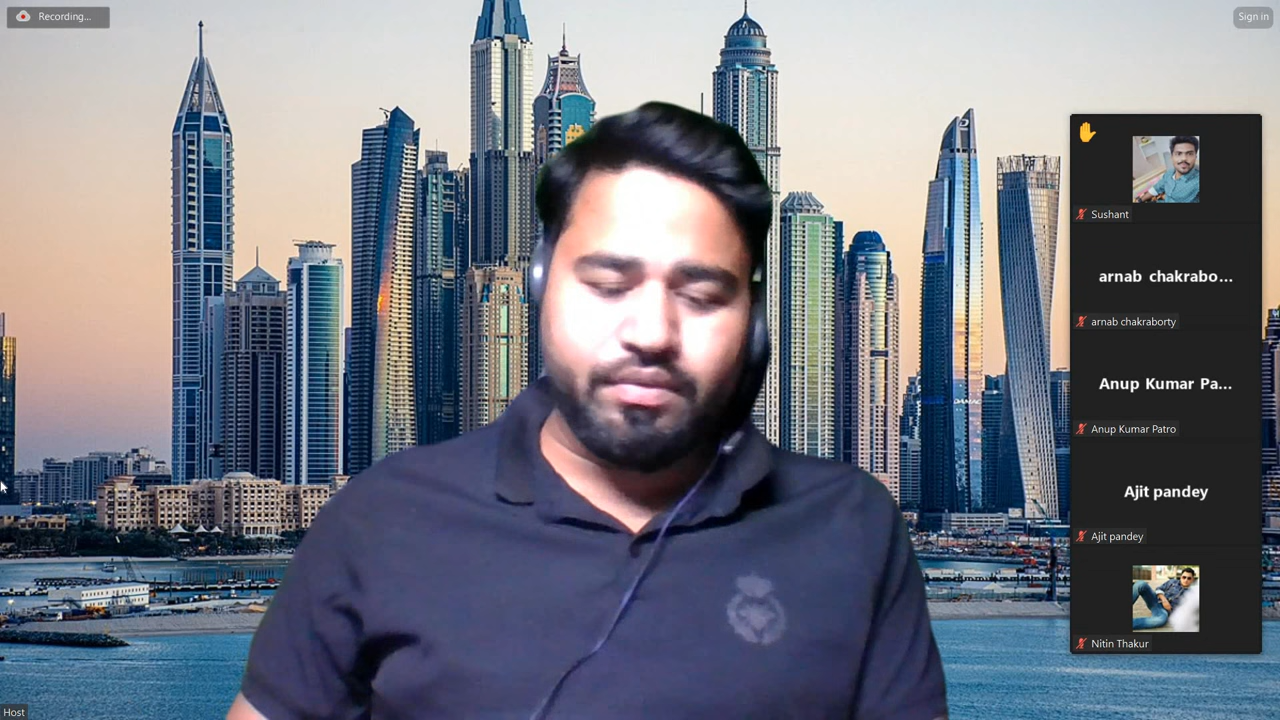 Recording...
Sign in
Sushant
arnab chakrabo...
arnab chakraborty
Anup Kumar Pa...
Anup Kumar Patro
Ajit pandey
Ajit pandey
Nitin Thakur
DAMAC
Host